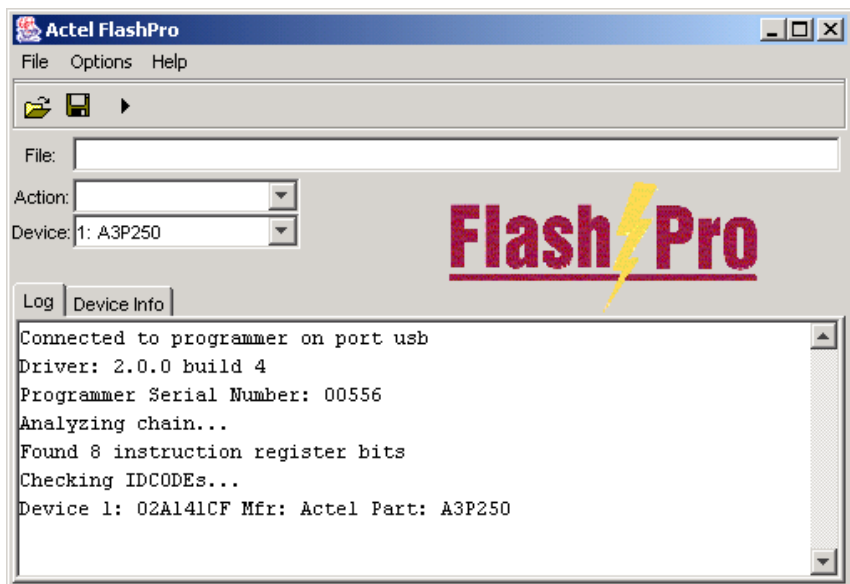 Actel FlashPro
File Options Help
File:
Action:
Device: 1: A3P250
Flash Pro
Log Device Info
Connected to programmer on port usb
Driver: 2.0.0 build 4
Programmer Serial Number: 00556
Analyzing chain...
Found 8 instruction register bits
Checking IDCODEs...
Device 1: 02A141CF Mfr: Actel Part: A3P250